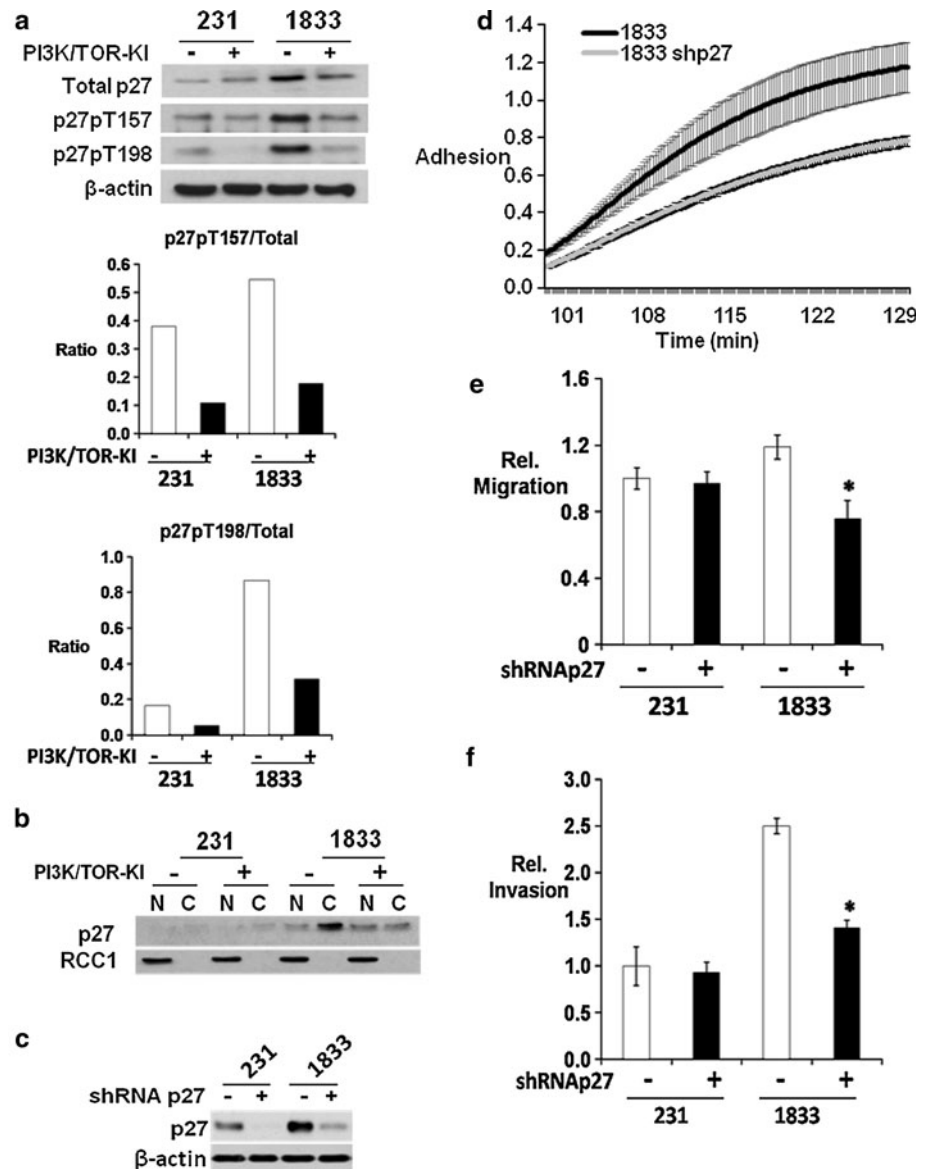 a
231 1833
PI3K/TOR-KI - + - +
Total p27
p27pT157
p27pT198
β-actin
p27pT157/Total
0.6
0.5
0.4
Ratio 0.3
0.2
0.1
0.0
PI3K/TOR-KI - + - +
231 1833
p27pT198/Total
1.0
0.8
Ratio 0.6
0.4
0.2
0.0
PI3K/TOR-KI - + - +
231 1833
b
231 1833
PI3K/TOR-KI - + - +
N C N C N C N C
p27
RCC1
c
231 1833
shRNA p27 - + - +
p27
β-actin
d
1833
1833 shp27
1.2
1.0
Adhesion 0.8
0.6
0.4
0.2
0.0
101 108 115 122 129
Time (min)
e
1.6
Rel. Migration 1.2
0.8
0.4
0
*
shRNAp27 - + - +
231 1833
f
3.0
2.5
Rel. Invasion 2.0
1.5
1.0
0.5
0.0
*
shRNAp27 - + - +
231 1833